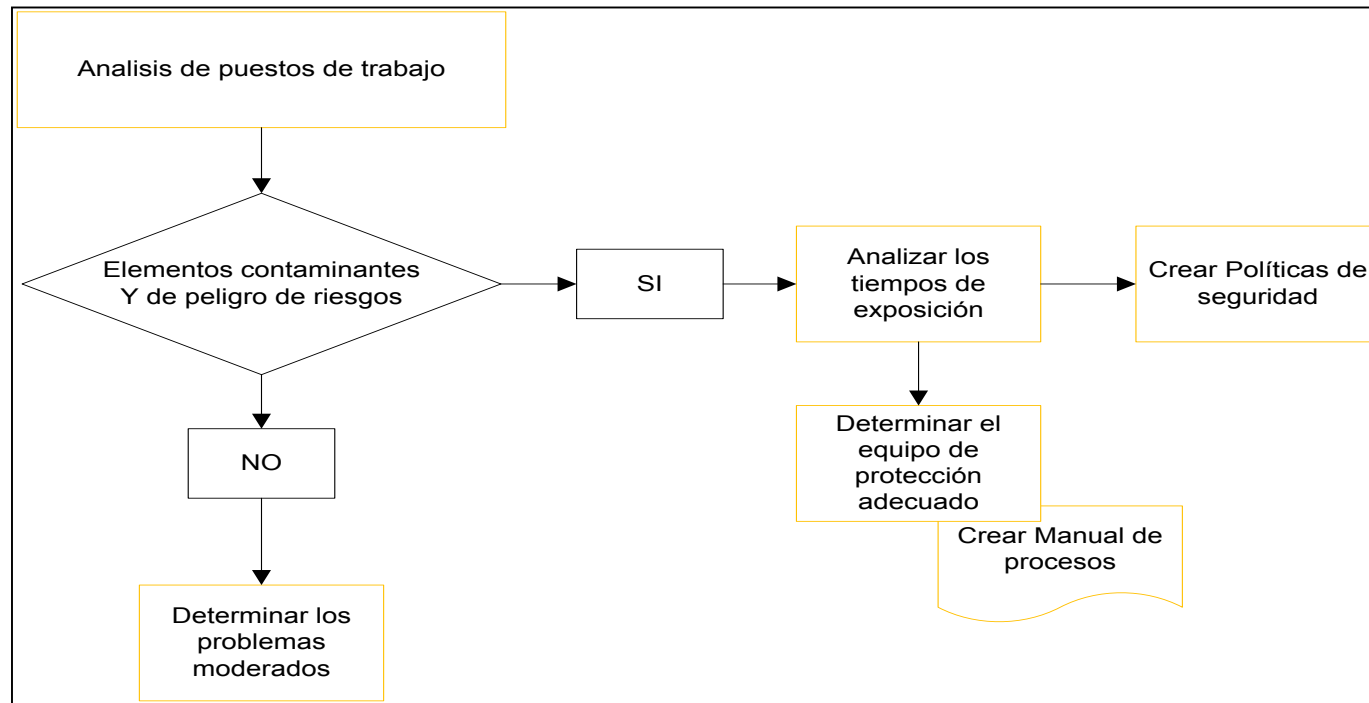 Analisis de puestos de trabajo
Elementos contaminantes
Y de peligro de riesgos
SI
Analizar los
tiempos de
exposición
Crear Políticas de
seguridad
NO
Determinar el
equipo de
protección
adecuado
Crear Manual de
procesos
Determinar los
problemas
moderados